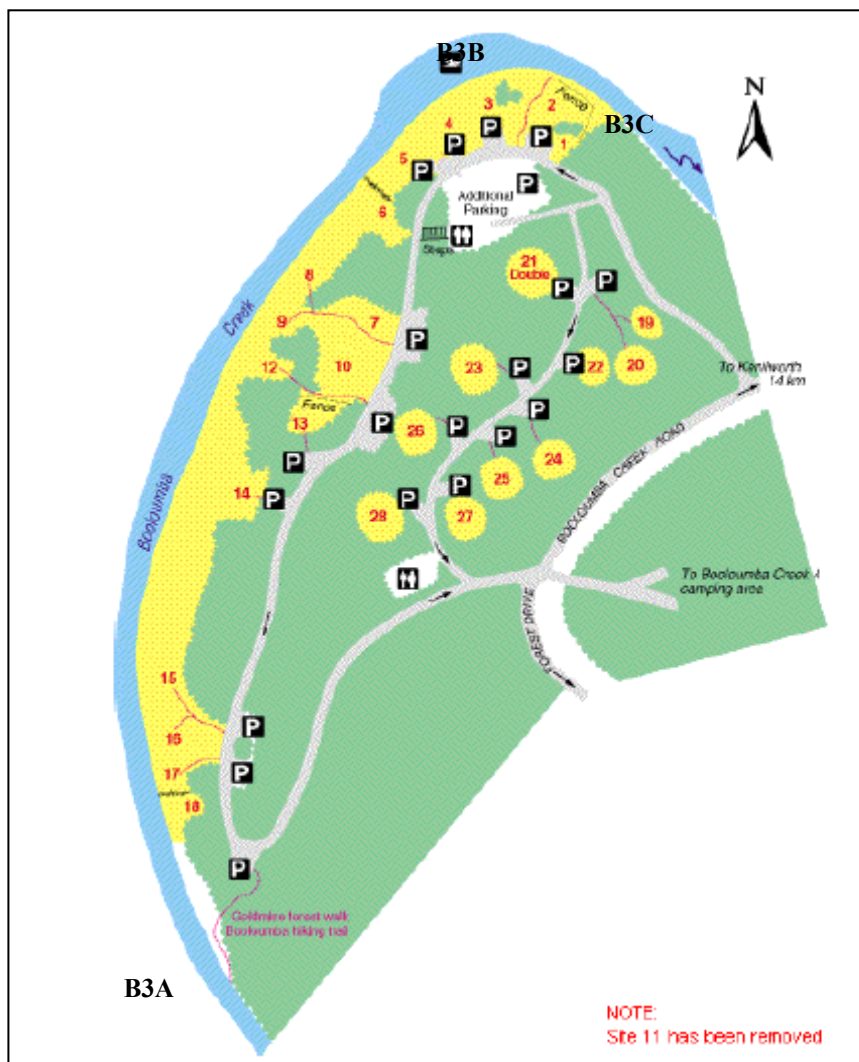 B3B
N
Fence
3
2
B3C
4
1
P
P
P
5
P
Additional
Parking
P
6
Steps
21
Double
P
P
8
9
7
19
Creek
P
10
23
P
P
22
20
To Kenilworth
14 km
12
Fence
13
P
26
P
P
P
24
25
P
14
P
28
P
P
27
BOOLOUMBA CREEK ROAD
Booloumba
To Booloumba Creek 4
camping area
FOREST DRIVE
15
16
P
17
P
18
P
Goldmine forest walk
Booloumba hiking trail
B3A
NOTE:
Site 11 has been removed